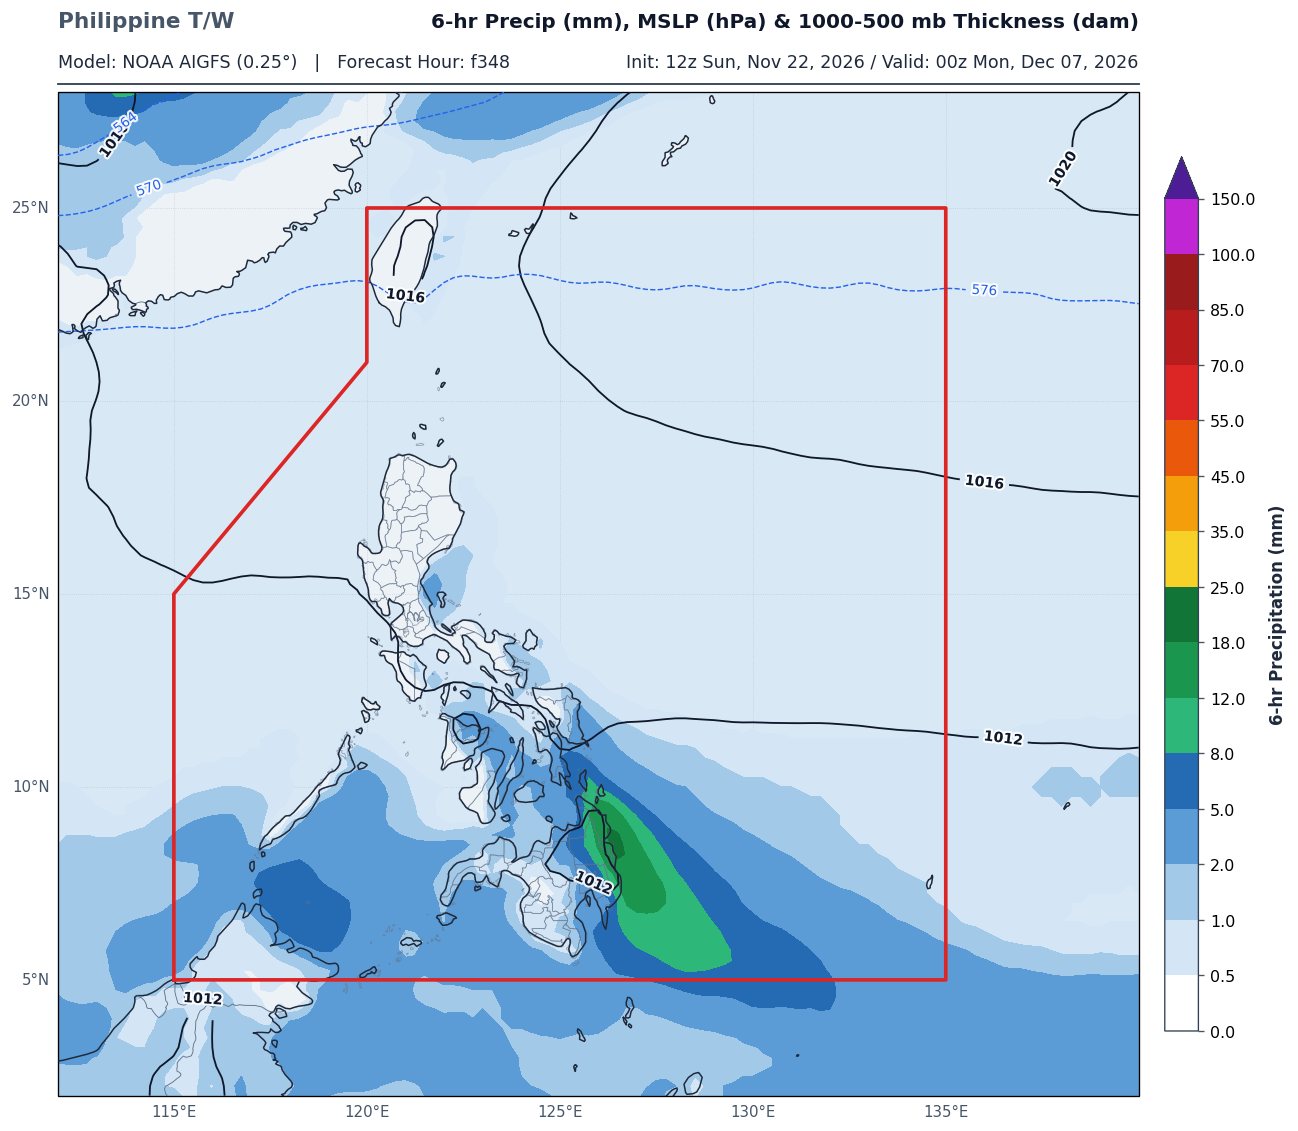 Philippine T/W
6-hr Precip (mm), MSLP (hPa) & 1000-500 mb Thickness (dam)
Model: NOAA AIGFS (0.25°) | Forecast Hour: f348
Init: 12z Sun, Nov 22, 2026 / Valid: 00z Mon, Dec 07, 2026
564
570
1020
25°N
1016
576
20°N
1016
15°N
1012
10°N
1012
5°N
1012
115°E
120°E
125°E
130°E
135°E
150.0
100.0
85.0
70.0
55.0
45.0
35.0
25.0
18.0
12.0
8.0
5.0
2.0
1.0
0.5
0.0
6-hr Precipitation (mm)